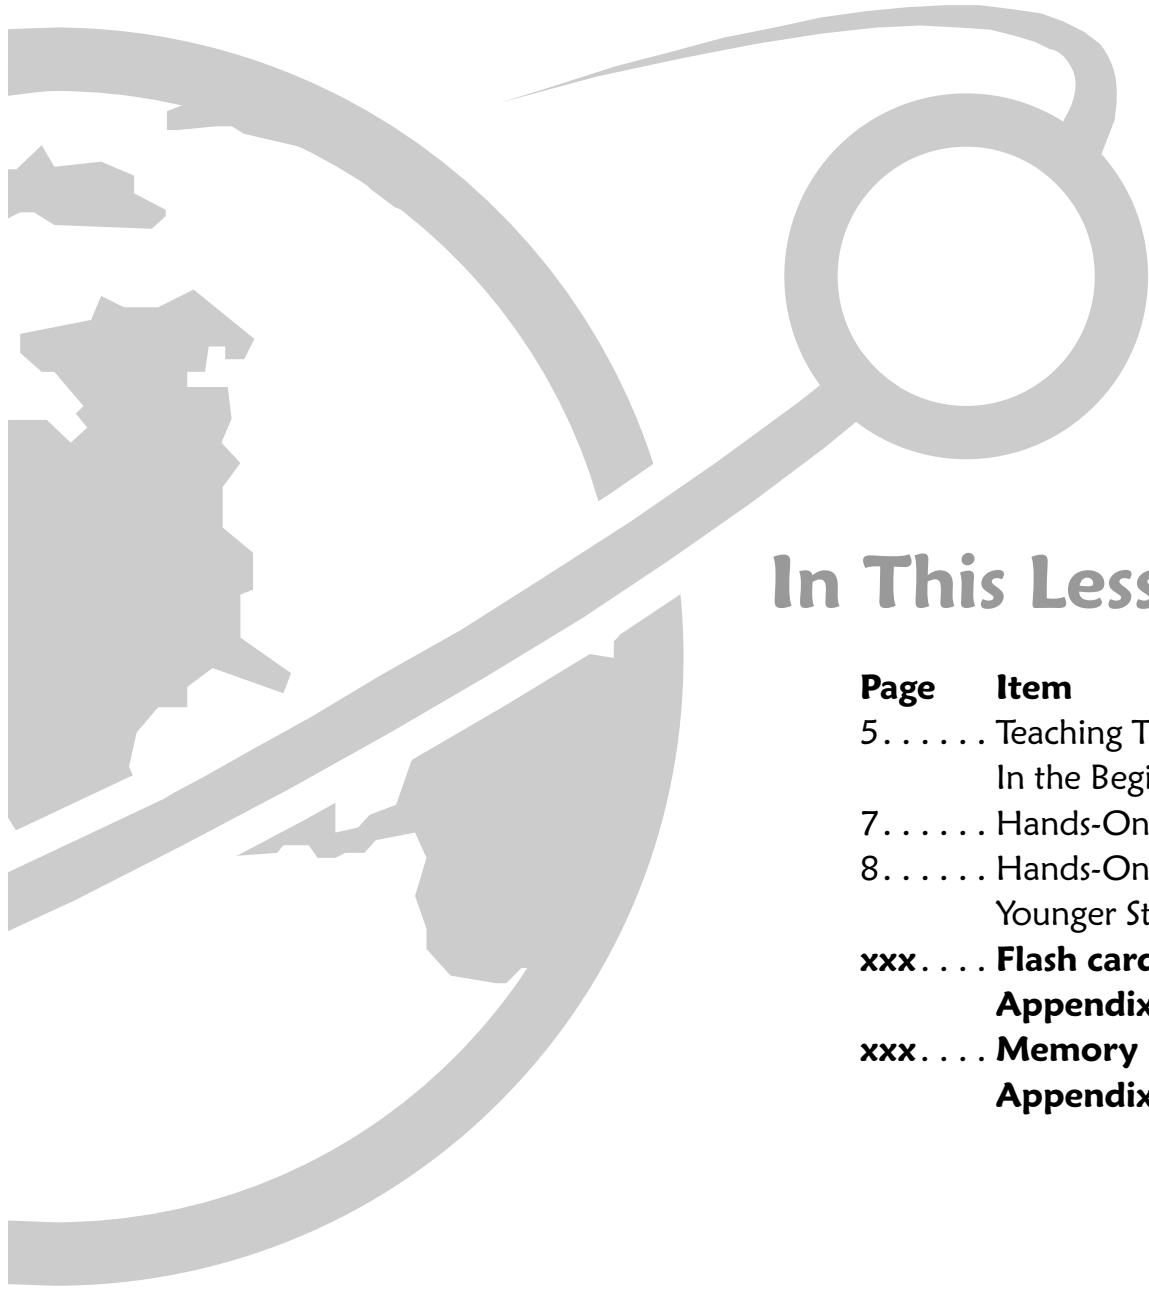 In This Less
Page Item
5. . . . . . Teaching T
In the Begi
7. . . . . . Hands-On
8. . . . . . Hands-On
Younger St
xxx. . . . Flash card
Appendix
xxx. . . . Memory
Appendix